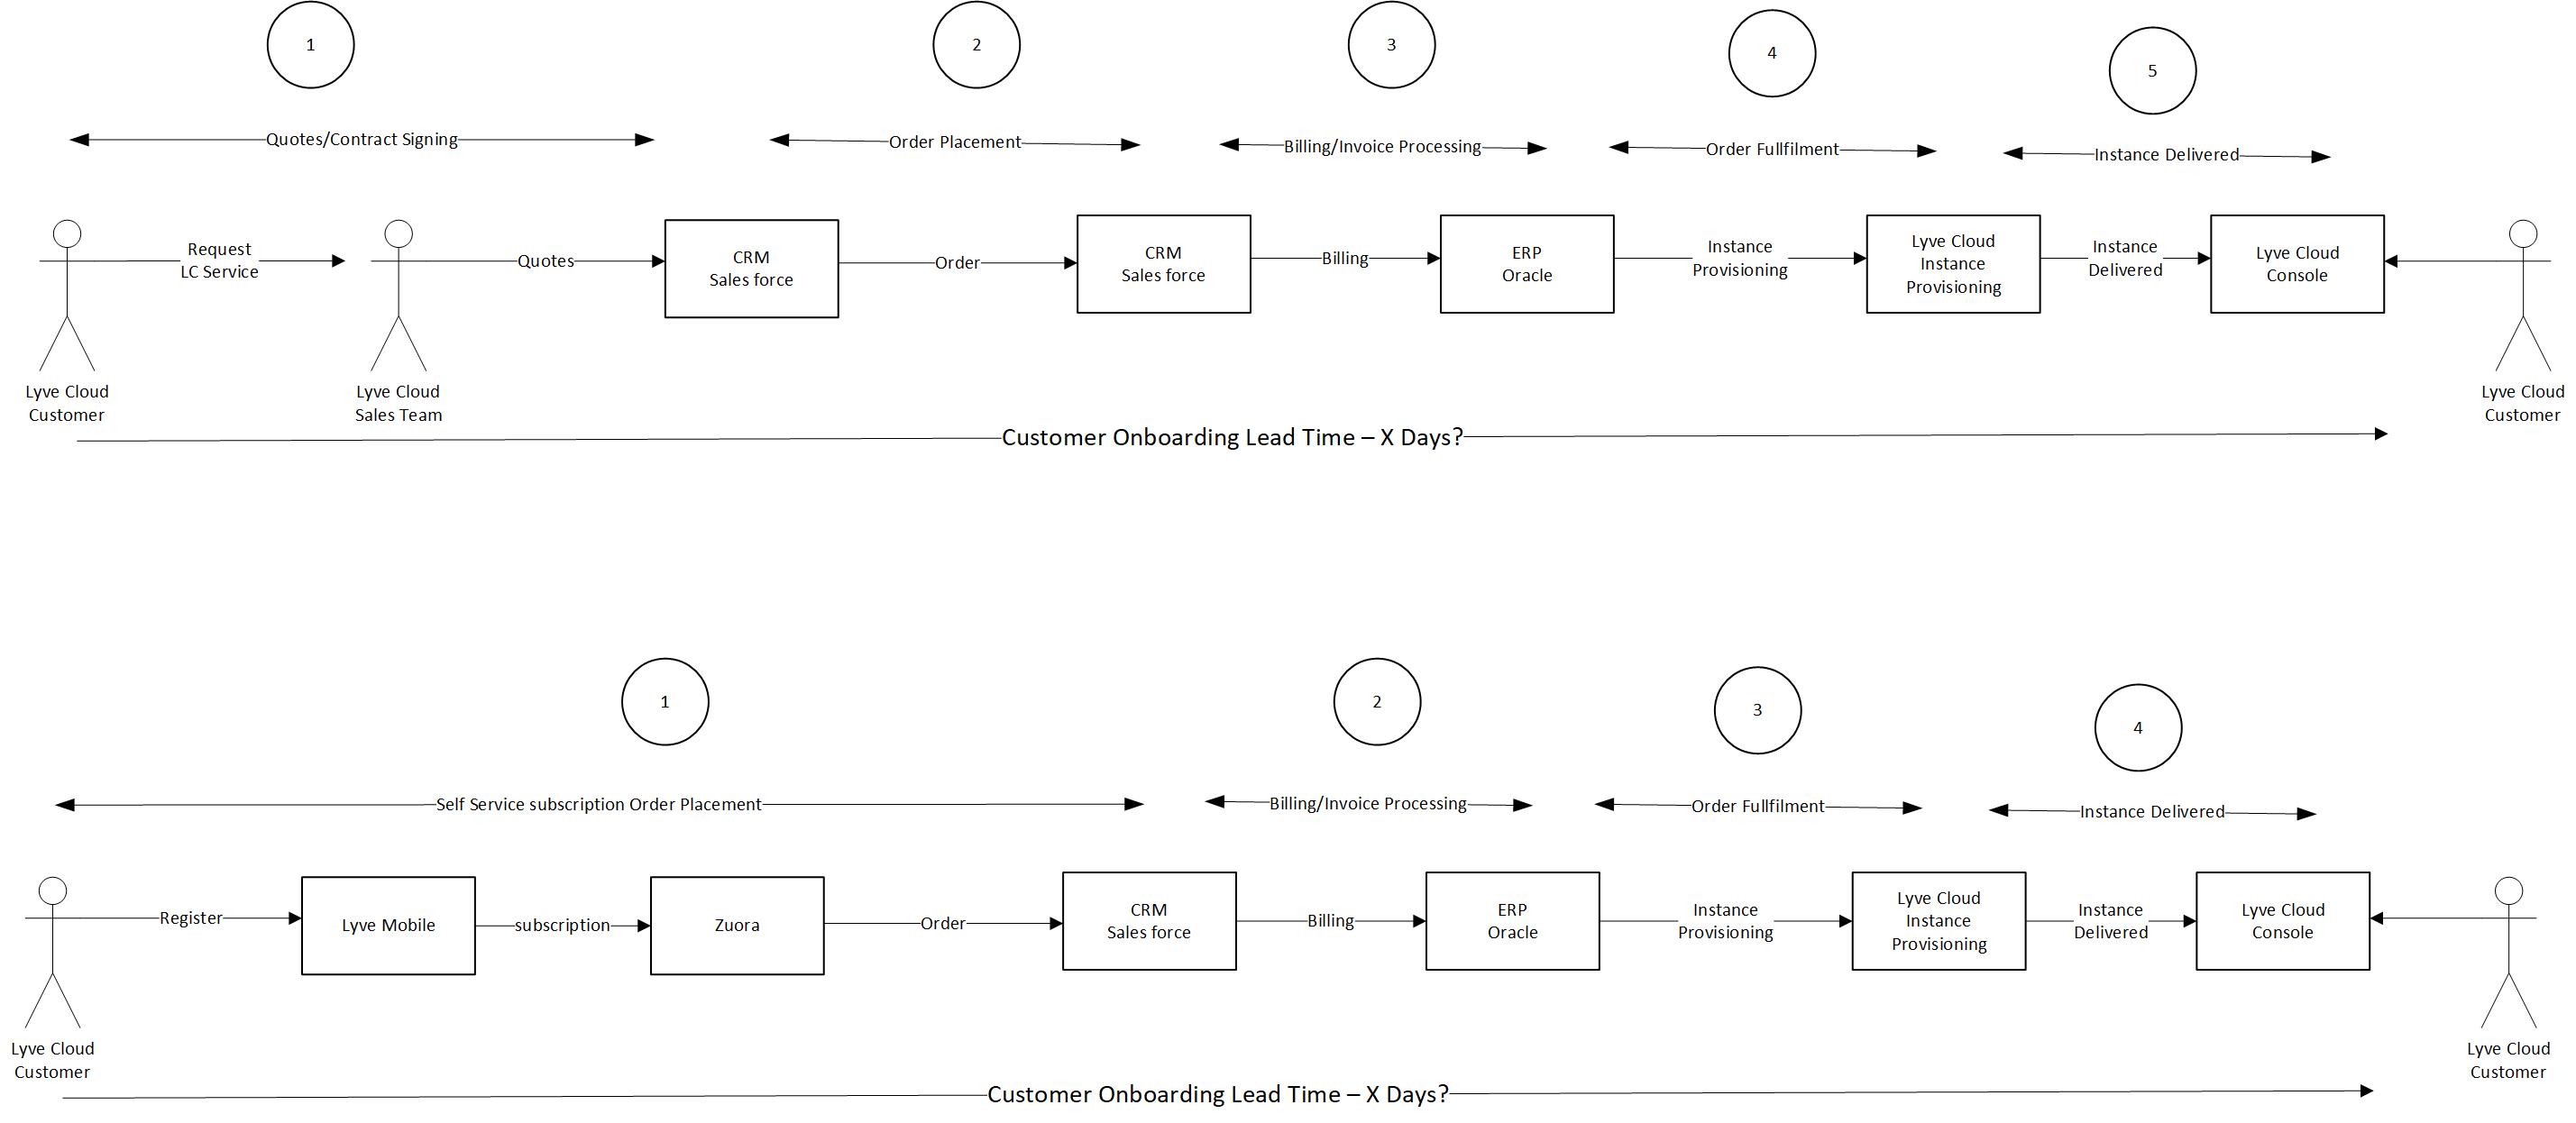 1
2
3
4
5
Quotes/Contract Signing
Order Placement
Billing/Invoice Processing
Order Fullfilment
Instance Delivered
Request
LC Service
Quotes
CRM
Sales force
Order
CRM
Sales force
Billing
ERP
Oracle
Instance
Provisioning
Lyve Cloud
Instance
Provisioning
Instance
Delivered
Lyve Cloud
Console
Lyve Cloud
Customer
Lyve Cloud
Sales Team
Lyve Cloud
Customer
Customer Onboarding Lead Time – X Days?
1
2
3
4
Self Service subscription Order Placement
Billing/Invoice Processing
Order Fullfilment
Instance Delivered
Register
Lyve Mobile
subscription
Zuora
Order
CRM
Sales force
Billing
ERP
Oracle
Instance
Provisioning
Lyve Cloud
Instance
Provisioning
Instance
Delivered
Lyve Cloud
Console
Lyve Cloud
Customer
Lyve Cloud
Customer
Customer Onboarding Lead Time – X Days?